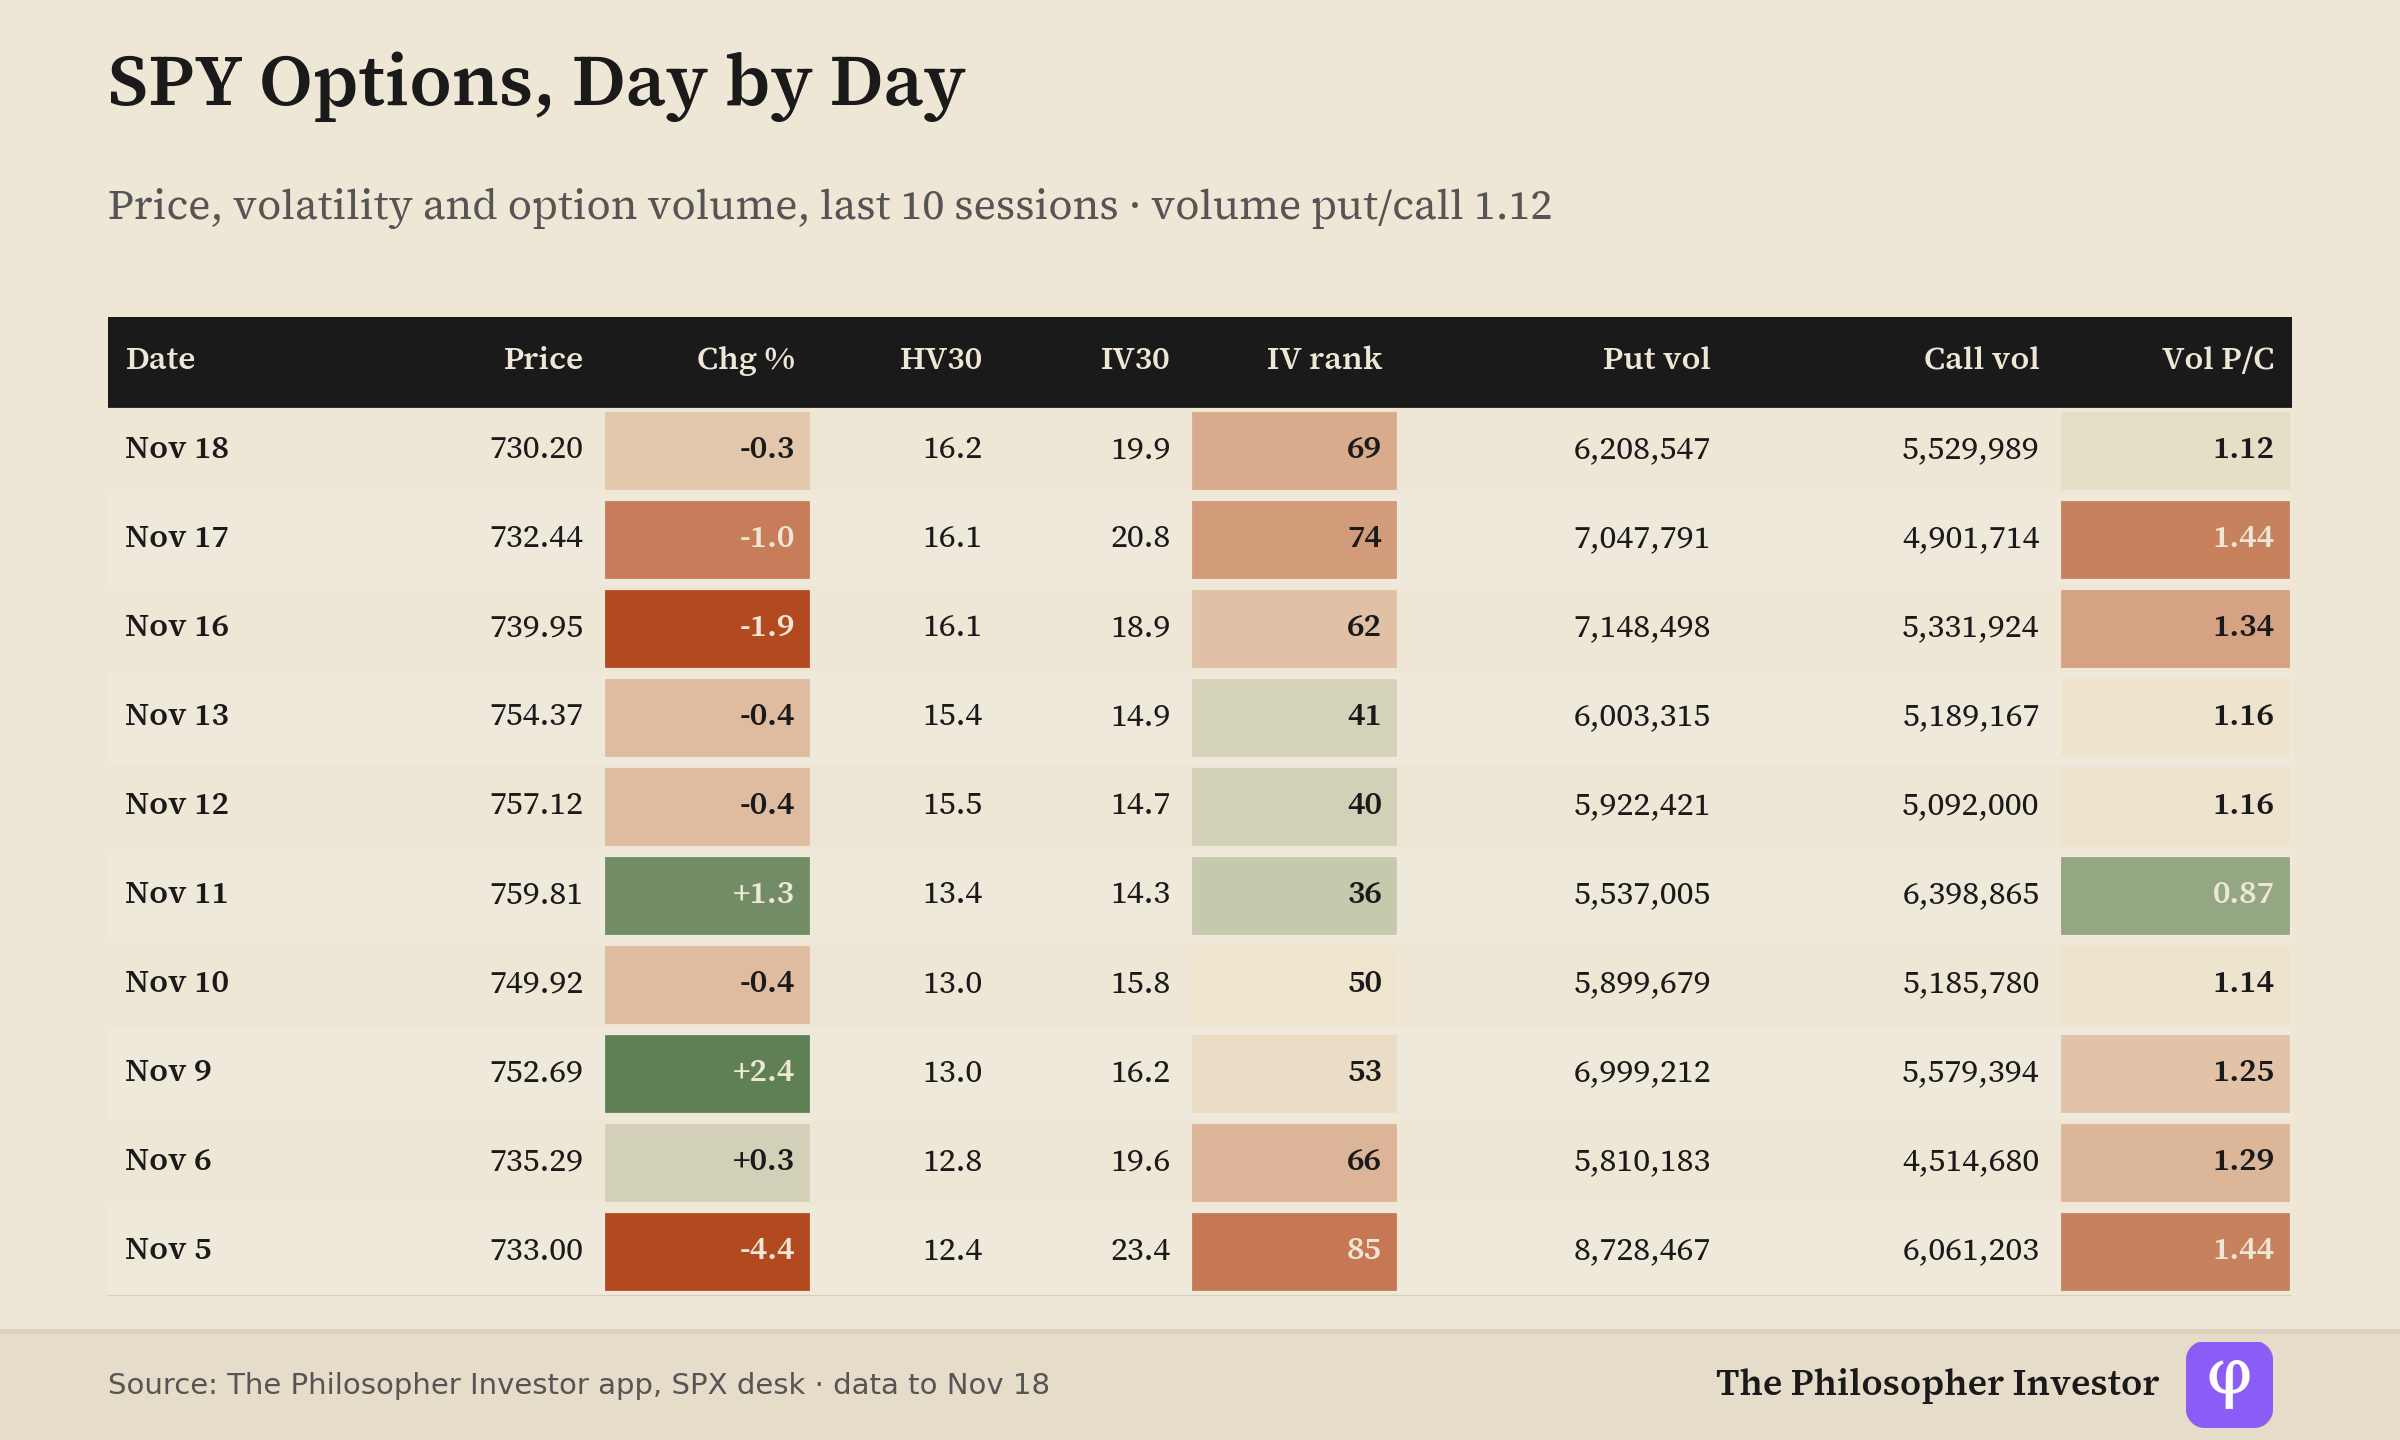 SPY Options, Day by Day
Price, volatility and option volume, last 10 sessions · volume put/call 1.12
Date Price Chg % HV30 IV30 IV rank Put vol Call vol Vol P/C
Nov 18 730.20 -0.3 16.2 19.9 69 6,208,547 5,529,989 1.12
Nov 17 732.44 -1.0 16.1 20.8 74 7,047,791 4,901,714 1.44
Nov 16 739.95 -1.9 16.1 18.9 62 7,148,498 5,331,924 1.34
Nov 13 754.37 -0.4 15.4 14.9 41 6,003,315 5,189,167 1.16
Nov 12 757.12 -0.4 15.5 14.7 40 5,922,421 5,092,000 1.16
Nov 11 759.81 +1.3 13.4 14.3 36 5,537,005 6,398,865 0.87
Nov 10 749.92 -0.4 13.0 15.8 50 5,899,679 5,185,780 1.14
Nov 9 752.69 +2.4 13.0 16.2 53 6,999,212 5,579,394 1.25
Nov 6 735.29 +0.3 12.8 19.6 66 5,810,183 4,514,680 1.29
Nov 5 733.00 -4.4 12.4 23.4 85 8,728,467 6,061,203 1.44
Source: The Philosopher Investor app, SPX desk · data to Nov 18
The Philosopher Investor φ